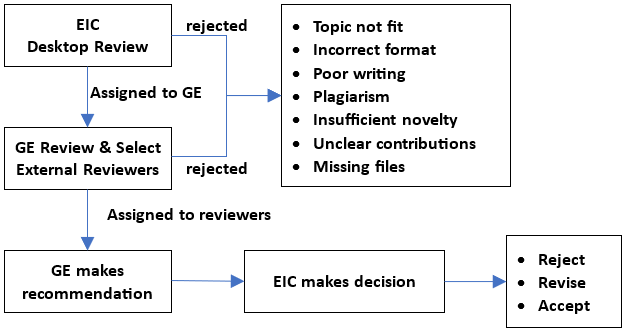 EIC
Desktop Review
rejected
• Topic not fit
• Incorrect format
• Poor writing
• Plagiarism
• Insufficient novelty
• Unclear contributions
• Missing files
Assigned to GE
GE Review & Select
External Reviewers
rejected
Assigned to reviewers
GE makes
recommendation
EIC makes decision
• Reject
• Revise
• Accept